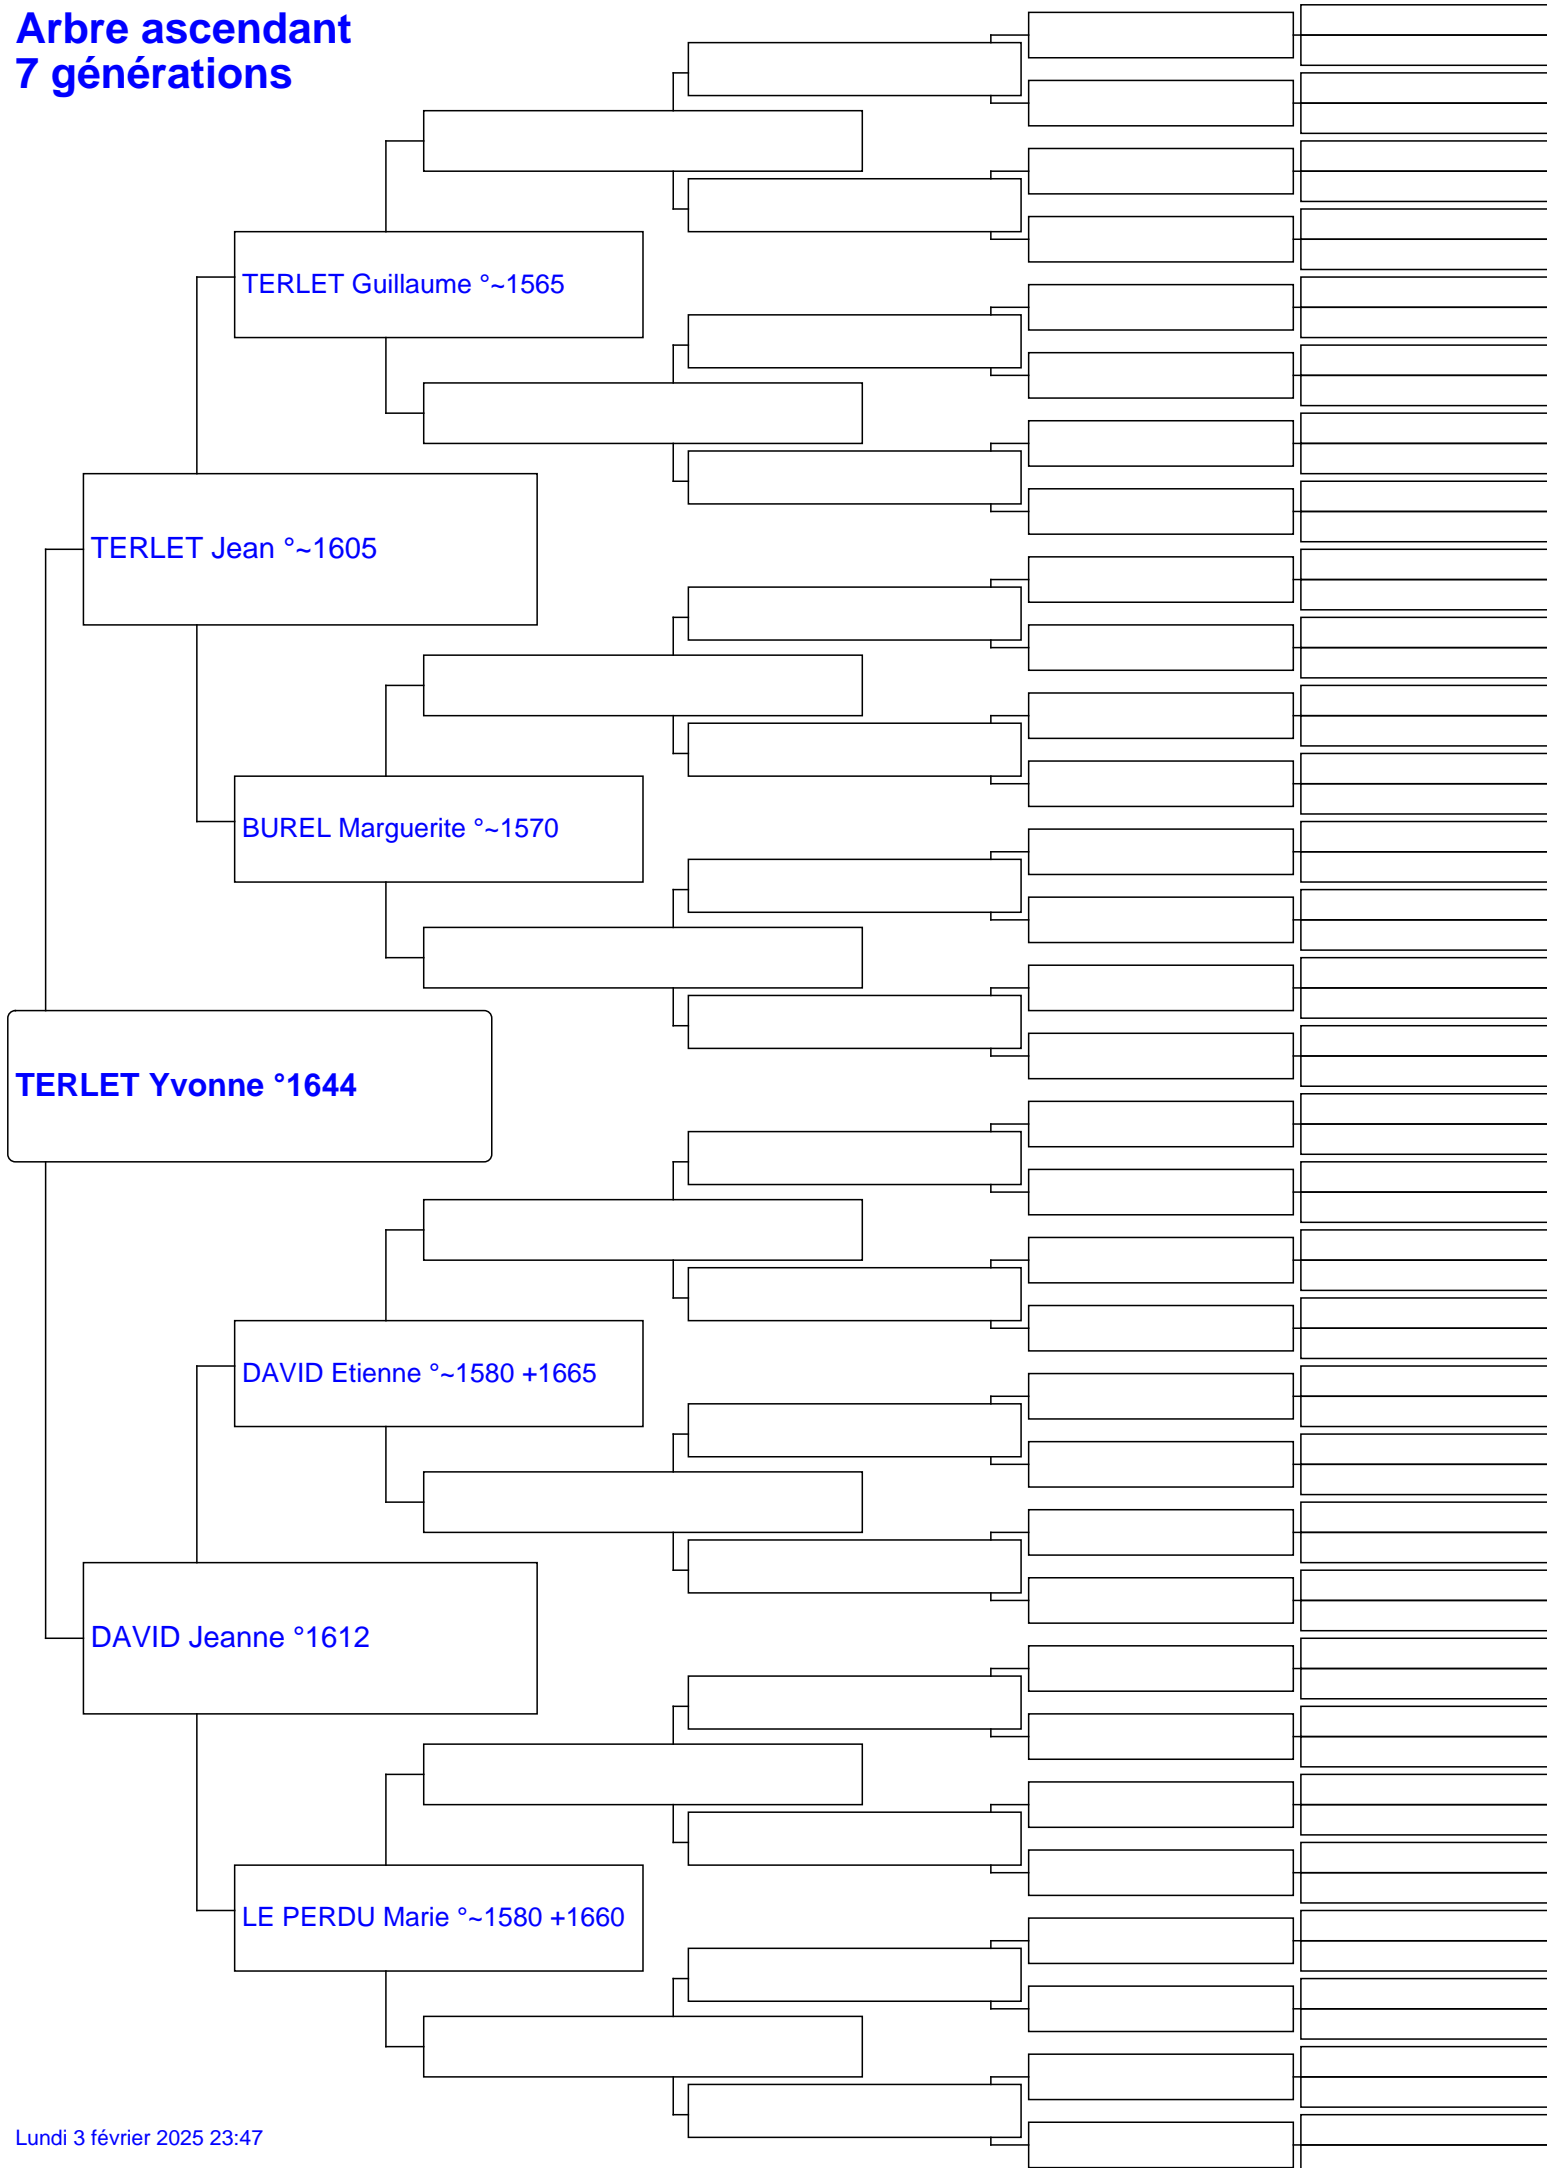 Arbre ascendant
7 générations
TERLET Guillaume °~1565
TERLET Jean °~1605
BUREL Marguerite °~1570
TERLET Yvonne °1644
DAVID Etienne °~1580 +1665
DAVID Jeanne °1612
LE PERDU Marie °~1580 +1660
Lundi 3 février 2025 23:47